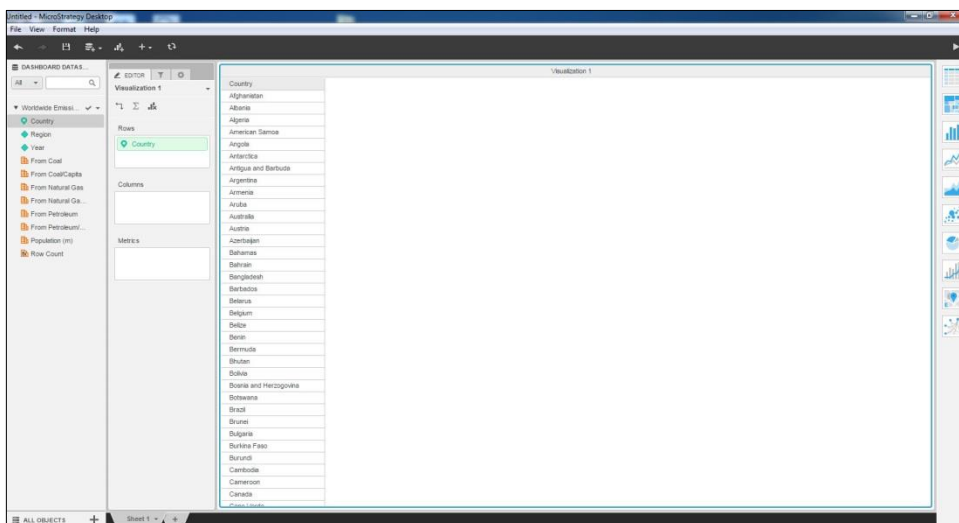 Untitled - MicroStrategy Desktop
File View Format Help
DASHBOARD DATAS...
All
Worldwide Emissi...
Country
Region
Year
From Coal
From Coal/Capita
From Natural Gas
From Natural Ga...
From Petroleum
From Petroleum/...
Population (m)
Row Count
ALL OBJECTS
EDITOR
Visualization 1
Rows
Country
Columns
Metrics
Visualization 1
Country
Afghanistan
Albania
Algeria
American Samoa
Angola
Antarctica
Antigua and Barbuda
Argentina
Armenia
Aruba
Australia
Austria
Azerbaijan
Bahamas
Bahrain
Bangladesh
Barbados
Belarus
Belgium
Belize
Benin
Bermuda
Bhutan
Bolivia
Bosnia and Herzegovina
Botswana
Brazil
Brunei
Bulgaria
Burkina Faso
Burundi
Cambodia
Cameroon
Canada
Sheet 1